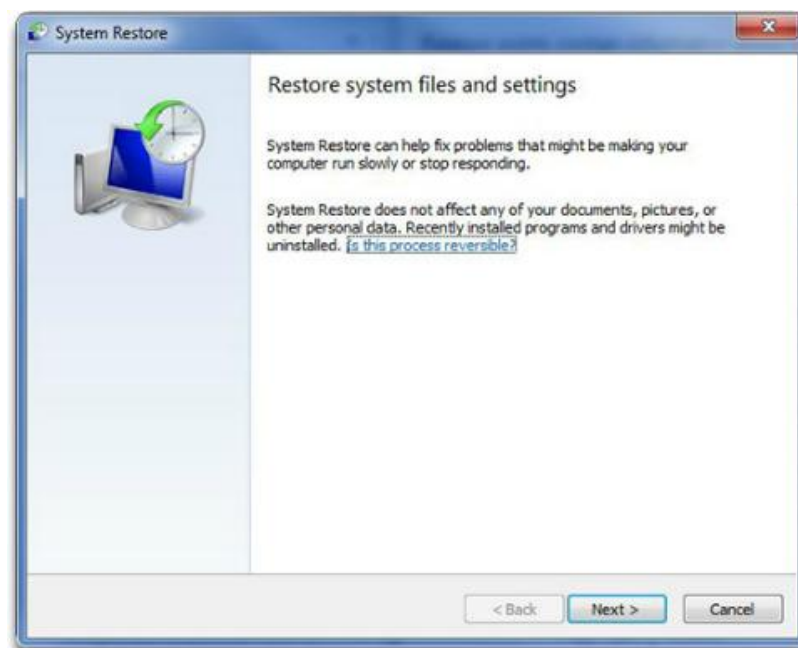 System Restore
Restore system files and settings
System Restore can help fix problems that might be making your
computer run slowly or stop responding.
System Restore does not affect any of your documents, pictures, or
other personal data. Recently installed programs and drivers might be
uninstalled. Is this process reversible?
< Back
Next >
Cancel